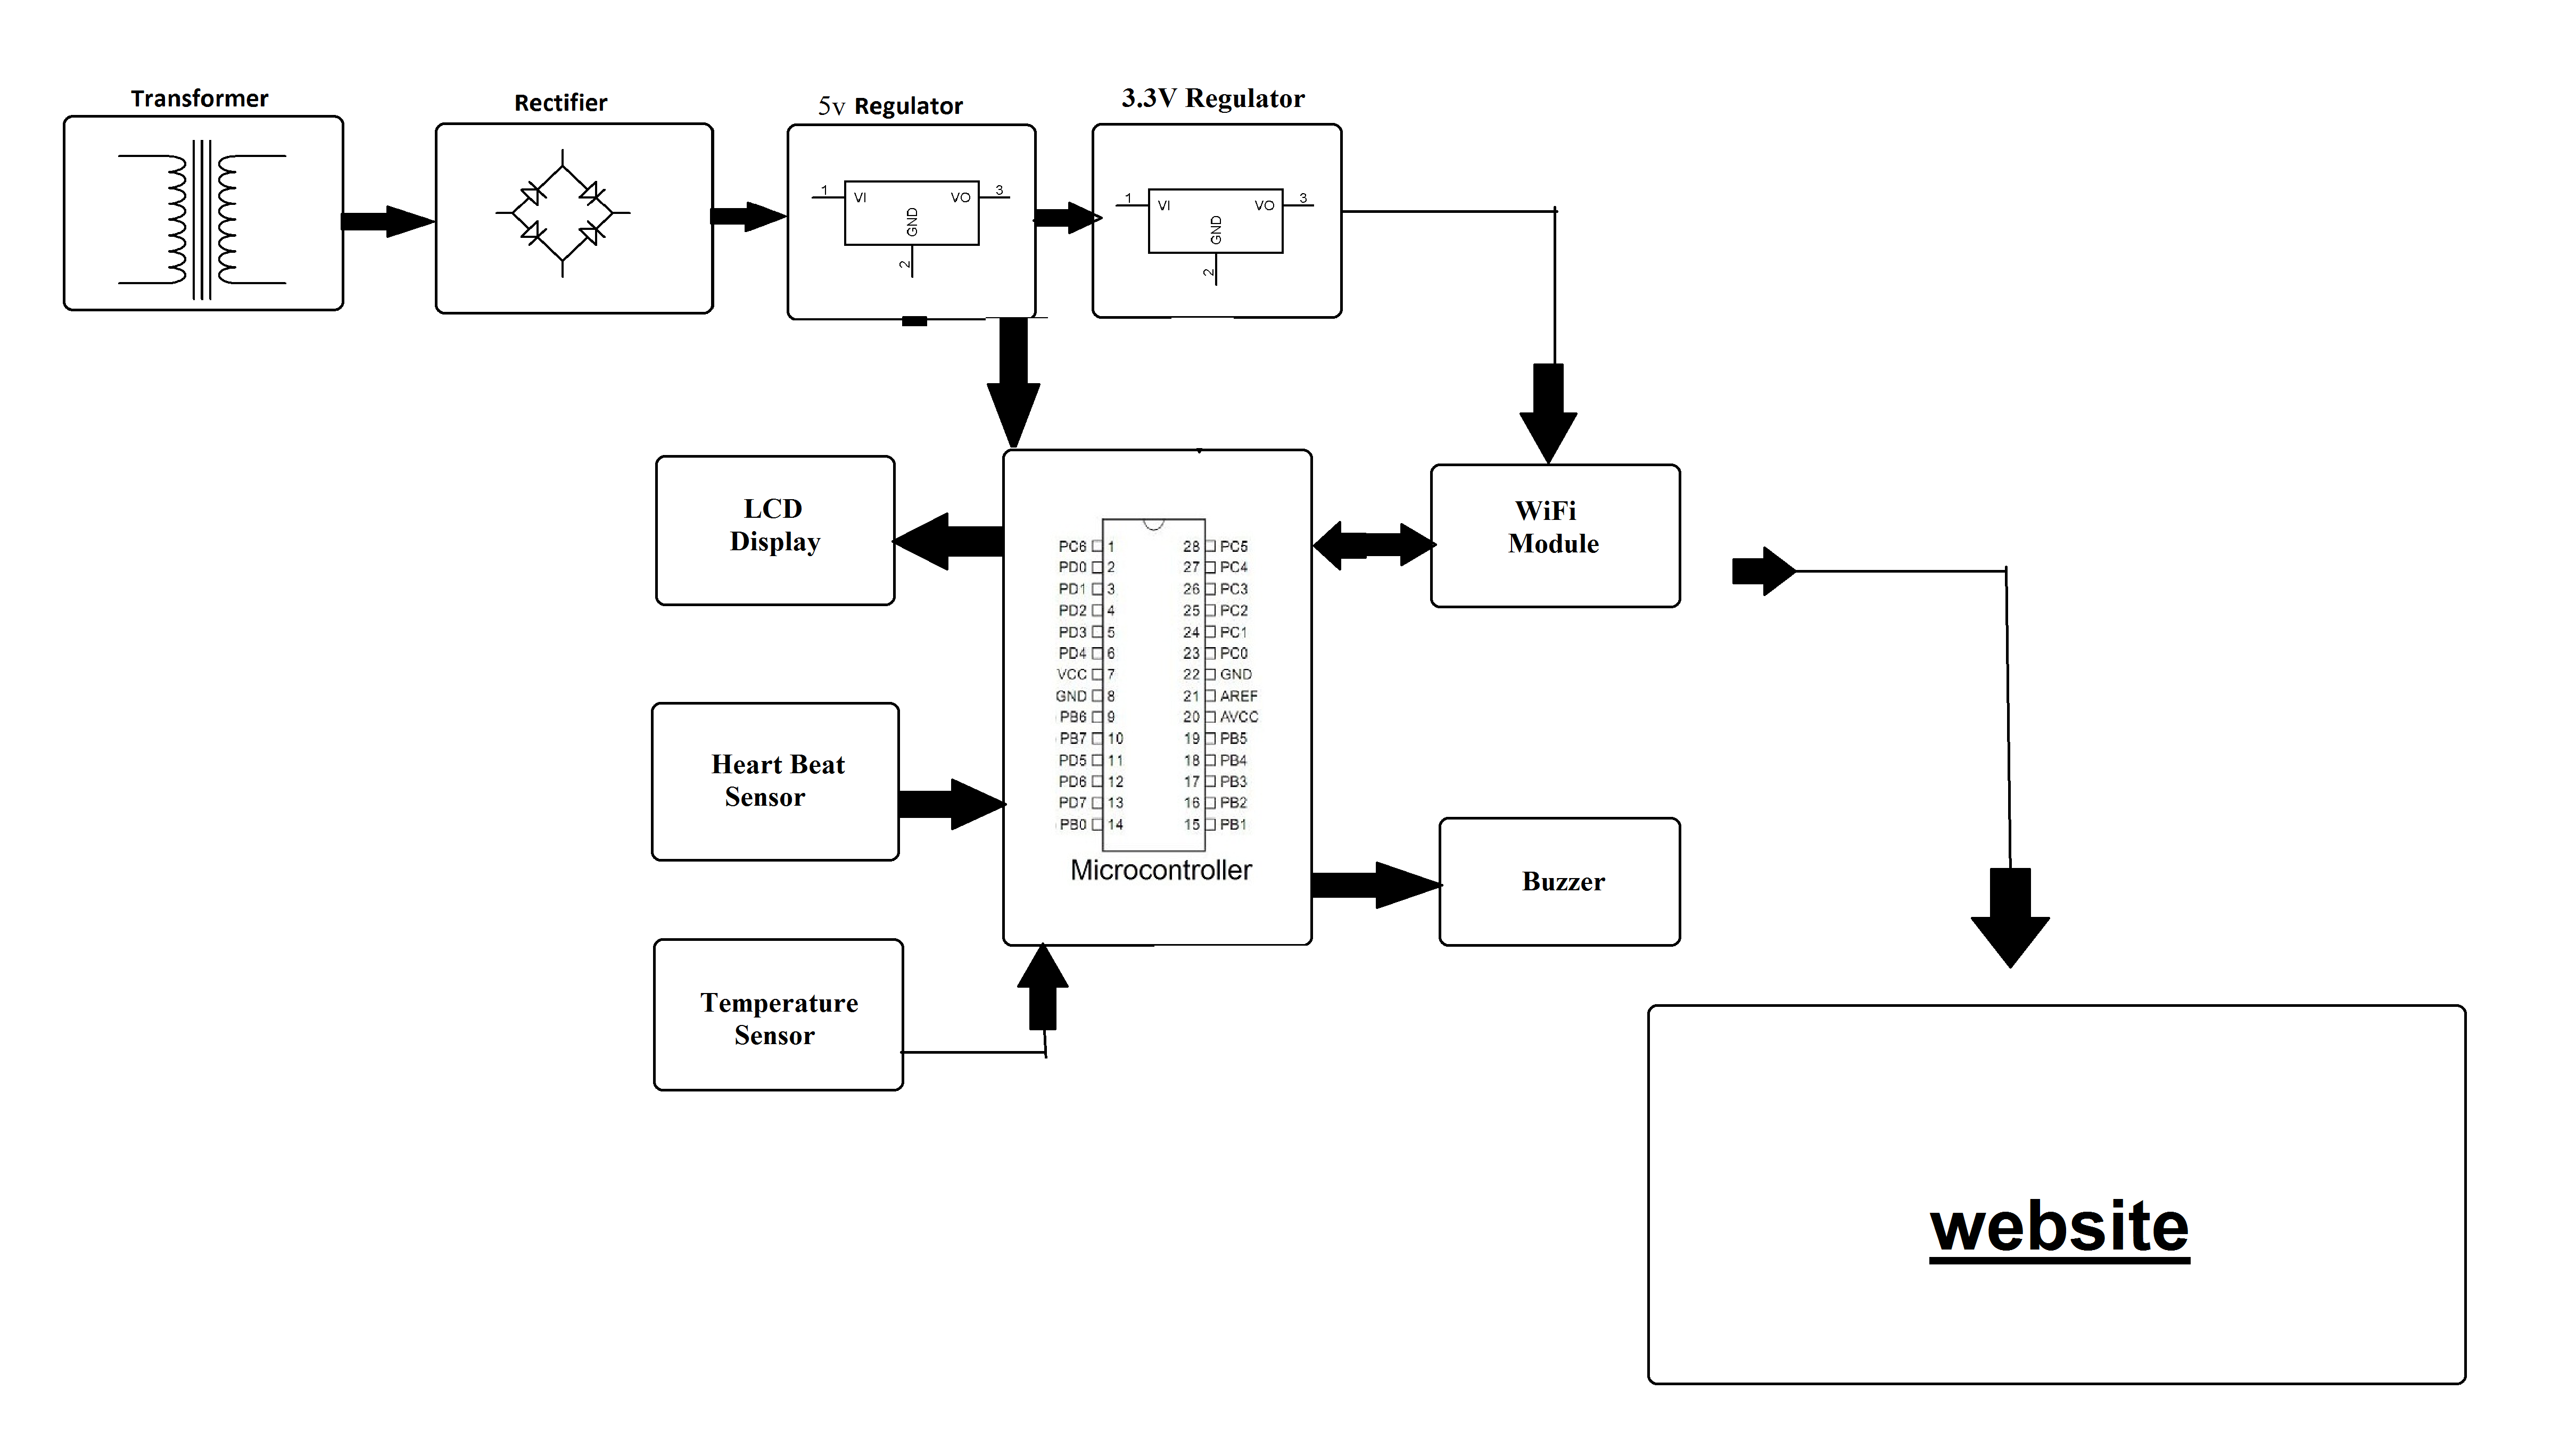 Transformer
Rectifier
5v Regulator
3.3V Regulator
1 VI VO 3
GND
2
1 VI VO 3
GND
2
LCD
Display
WiFi
Module
PC6 1 28 PC5
PD0 2 27 PC4
PD1 3 26 PC3
PD2 4 25 PC2
PD3 5 24 PC1
PD4 6 23 PC0
VCC 7 22 GND
GND 8 21 AREF
PB6 9 20 AVCC
PB7 10 19 PB5
PD5 11 18 PB4
PD6 12 17 PB3
PD7 13 16 PB2
PB0 14 15 PB1
Microcontroller
Heart Beat
Sensor
Buzzer
Temperature
Sensor
website